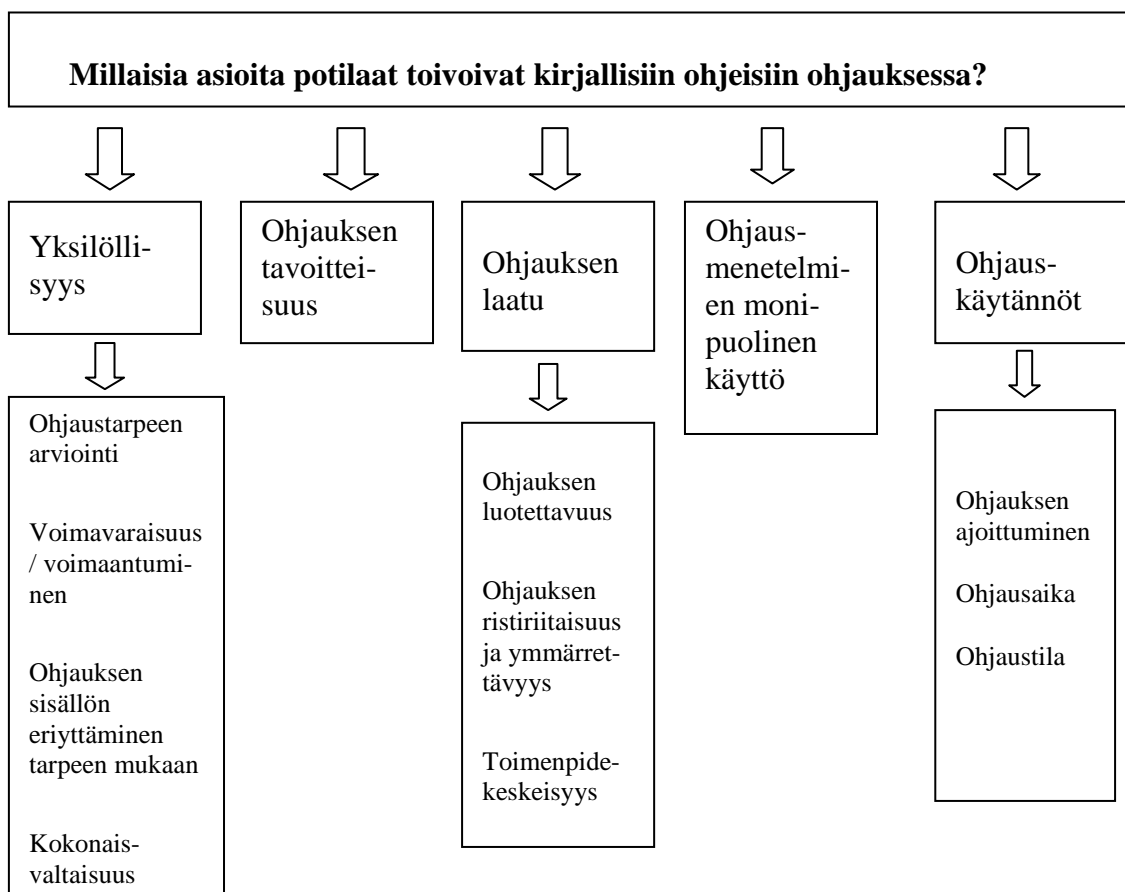 Millaisia asioita potilaat toivoivat kirjallisiin ohjeisiin ohjauksessa?
Yksilölli-
syys
Ohjauksen
tavoittei-
suus
Ohjauksen
laatu
Ohjaus-
menetelmi-
en moni-
puolinen
käyttö
Ohjaus-
käytännöt
Ohjaustarpeen
arviointi
Voimavaraisuus
/ voimaantumi-
nen
Ohjauksen
sisällön
eriyttäminen
tarpeen mukaan
Kokonais-
valtaisuus
Ohjauksen
luotettavuus
Ohjauksen
ristiriitaisuus
ja ymmärret-
tävyys
Toimenpide-
keskeisyys
Ohjauksen
ajoittuminen
Ohjausaika
Ohjaustila